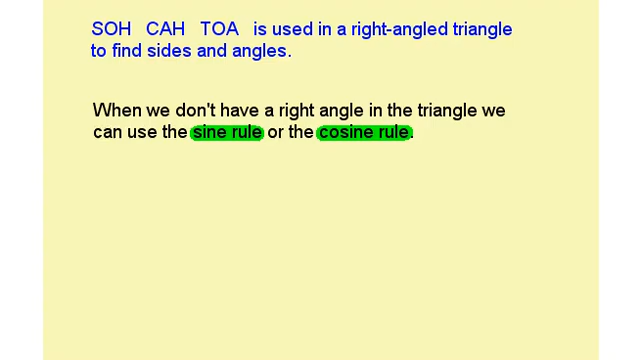 SOH CAH TOA is used in a right-angled triangle
to find sides and angles.
When we don't have a right angle in the triangle we
can use the sine rule or the cosine rule.